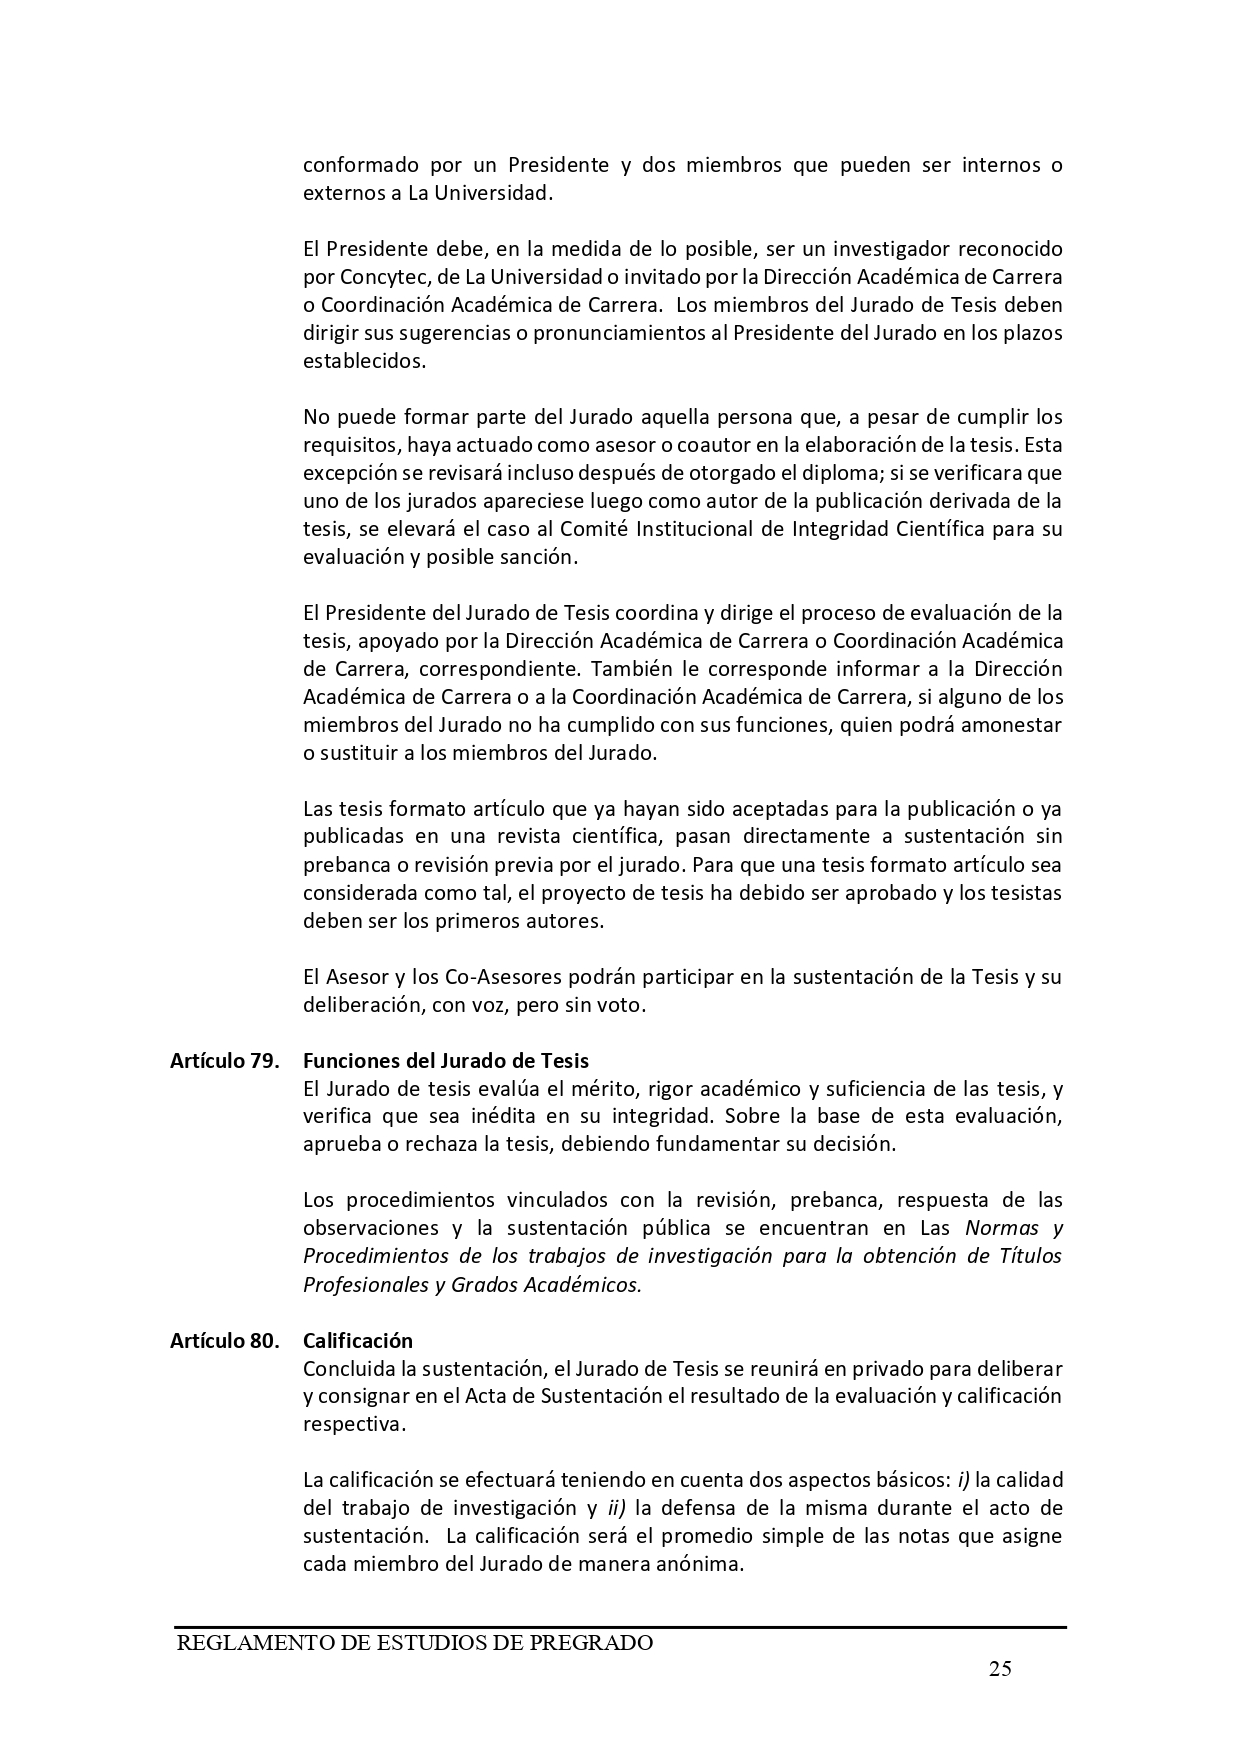 conformado por un Presidente y dos miembros que pueden ser internos o
externos a La Universidad.
El Presidente debe, en la medida de lo posible, ser un investigador reconocido
por Concytec, de La Universidad o invitado por la Dirección Académica de Carrera
o Coordinación Académica de Carrera.  Los miembros del Jurado de Tesis deben
dirigir sus sugerencias o pronunciamientos al Presidente del Jurado en los plazos
establecidos.
No puede formar parte del Jurado aquella persona que, a pesar de cumplir los
requisitos, haya actuado como asesor o coautor en la elaboración de la tesis. Esta
excepción se revisará incluso después de otorgado el diploma; si se verificara que
uno de los jurados apareciese luego como autor de la publicación derivada de la
tesis, se elevará el caso al Comité Institucional de Integridad Científica para su
evaluación y posible sanción.
El Presidente del Jurado de Tesis coordina y dirige el proceso de evaluación de la
tesis, apoyado por la Dirección Académica de Carrera o Coordinación Académica
de Carrera, correspondiente. También le corresponde informar a la Dirección
Académica de Carrera o a la Coordinación Académica de Carrera, si alguno de los
miembros del Jurado no ha cumplido con sus funciones, quien podrá amonestar
o sustituir a los miembros del Jurado.
Las tesis formato artículo que ya hayan sido aceptadas para la publicación o ya
publicadas en una revista científica, pasan directamente a sustentación sin
prebanca o revisión previa por el jurado. Para que una tesis formato artículo sea
considerada como tal, el proyecto de tesis ha debido ser aprobado y los tesistas
deben ser los primeros autores.
El Asesor y los Co-Asesores podrán participar en la sustentación de la Tesis y su
deliberación, con voz, pero sin voto.
Artículo 79. Funciones del Jurado de Tesis
El Jurado de tesis evalúa el mérito, rigor académico y suficiencia de las tesis, y
verifica que sea inédita en su integridad. Sobre la base de esta evaluación,
aprueba o rechaza la tesis, debiendo fundamentar su decisión.
Los procedimientos vinculados con la revisión, prebanca, respuesta de las
observaciones y la sustentación pública se encuentran en Las Normas y
Procedimientos de los trabajos de investigación para la obtención de Títulos
Profesionales y Grados Académicos.
Artículo 80. Calificación
Concluida la sustentación, el Jurado de Tesis se reunirá en privado para deliberar
y consignar en el Acta de Sustentación el resultado de la evaluación y calificación
respectiva.
La calificación se efectuará teniendo en cuenta dos aspectos básicos: i) la calidad
del trabajo de investigación y ii) la defensa de la misma durante el acto de
sustentación.  La calificación será el promedio simple de las notas que asigne
cada miembro del Jurado de manera anónima.
REGLAMENTO DE ESTUDIOS DE PREGRADO
25